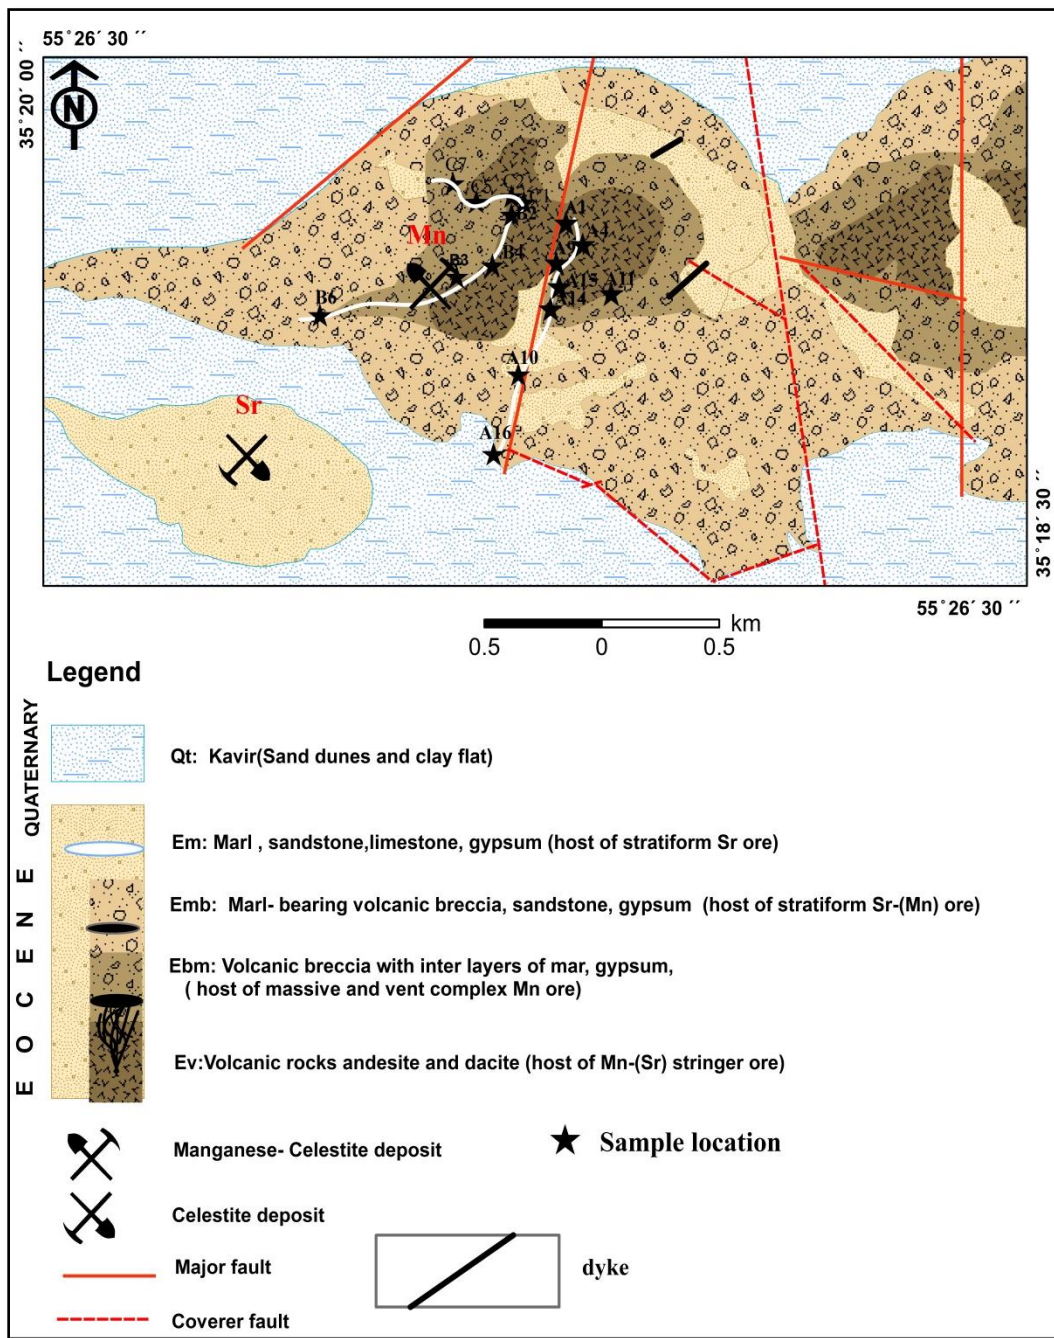 55° 26´ 30 ´´
35° 20´ 00 ´´
N
C7
C5
C2
B2
A1
A4
Mn
B3
B4
A15
A11
A14
B6
A10
Sr
A16
35° 18´ 30 ´´
55° 26´ 30 ´´
km
0.5 0 0.5
Legend
QUATERNARY
Qt: Kavir(Sand dunes and clay flat)
EOCENE
Em: Marl , sandstone,limestone, gypsum (host of stratiform Sr ore)
Emb: Marl- bearing volcanic breccia, sandstone, gypsum (host of stratiform Sr-(Mn) ore)
Ebm: Volcanic breccia with inter layers of mar, gypsum,
( host of massive and vent complex Mn ore)
Ev:Volcanic rocks andesite and dacite (host of Mn-(Sr) stringer ore)
Manganese- Celestite deposit
Sample location
Celestite deposit
Major fault
dyke
Coverer fault